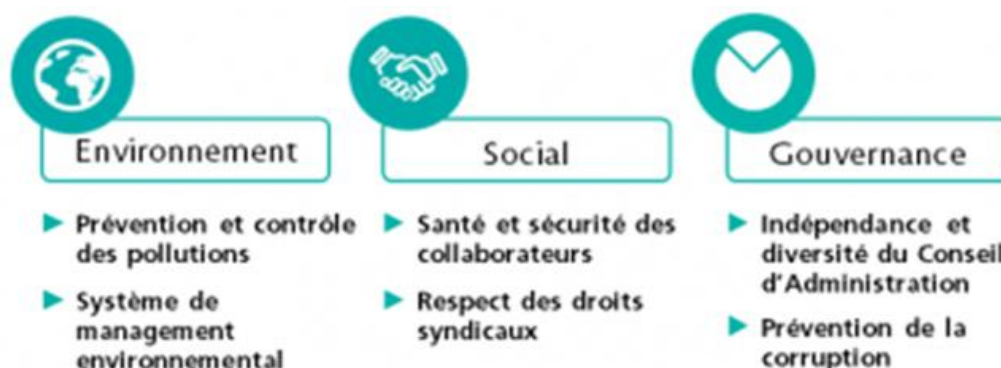 Environnement
Prévention et contrôle
des pollutions
Système de
management
environnemental
Social
Santé et sécurité des
collaborateurs
Respect des droits
syndicaux
Gouvernance
Indépendance et
diversité du Conseil
d'Administration
Prévention de la
corruption